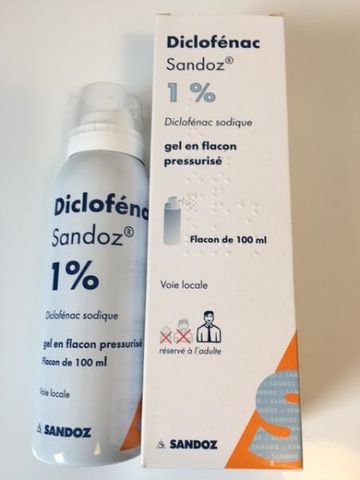 Diclofénac
Sandoz®
1 %
Diclofénac sodique
gel en flacon
pressurisé
Flacon de 100 ml
Voie locale
réservé à l'adulte
SANDOZ
SANDOZ
Diclofénac
Sandoz®
1%
Diclofénac sodique
gel en flacon pressurisé
Flacon de 100 ml
Voie locale
SANDOZ